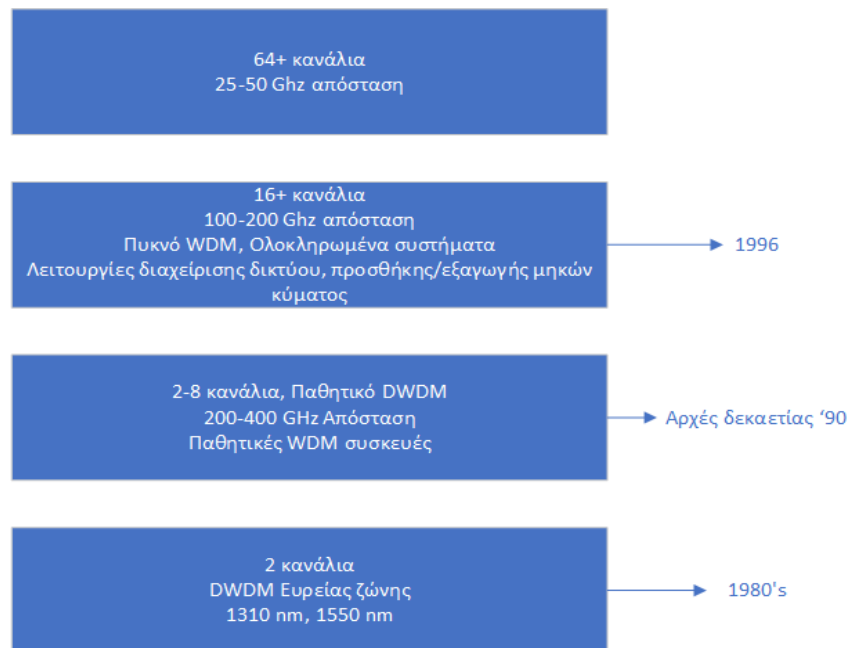 64+ κανάλια
25-50 Ghz απόσταση
16+ κανάλια
100-200 Ghz απόσταση
Πυκνό WDM, Ολοκληρωμένα συστήματα
Λειτουργίες διαχείρισης δικτύου, προσθήκης/εξαγωγής μηκών
κύματος
1996
2-8 κανάλια, Παθητικό DWDM
200-400 GHz Απόσταση
Παθητικές WDM συσκευές
Αρχές δεκαετίας ‘90
2 κανάλια
DWDM Ευρείας ζώνης
1310 nm, 1550 nm
1980's